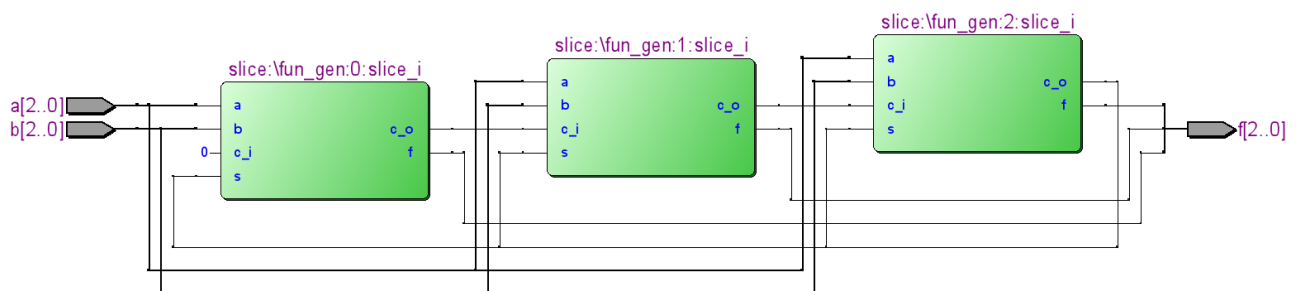 slice:\fun_gen:2:slice_i
slice:\fun_gen:1:slice_i
slice:\fun_gen:0:slice_i
a[2..0]
b[2..0]
a
b
0
c_i
s
c_o
f
a
b
c_i
s
c_o
f
a
b
c_i
s
c_o
f
f[2..0]